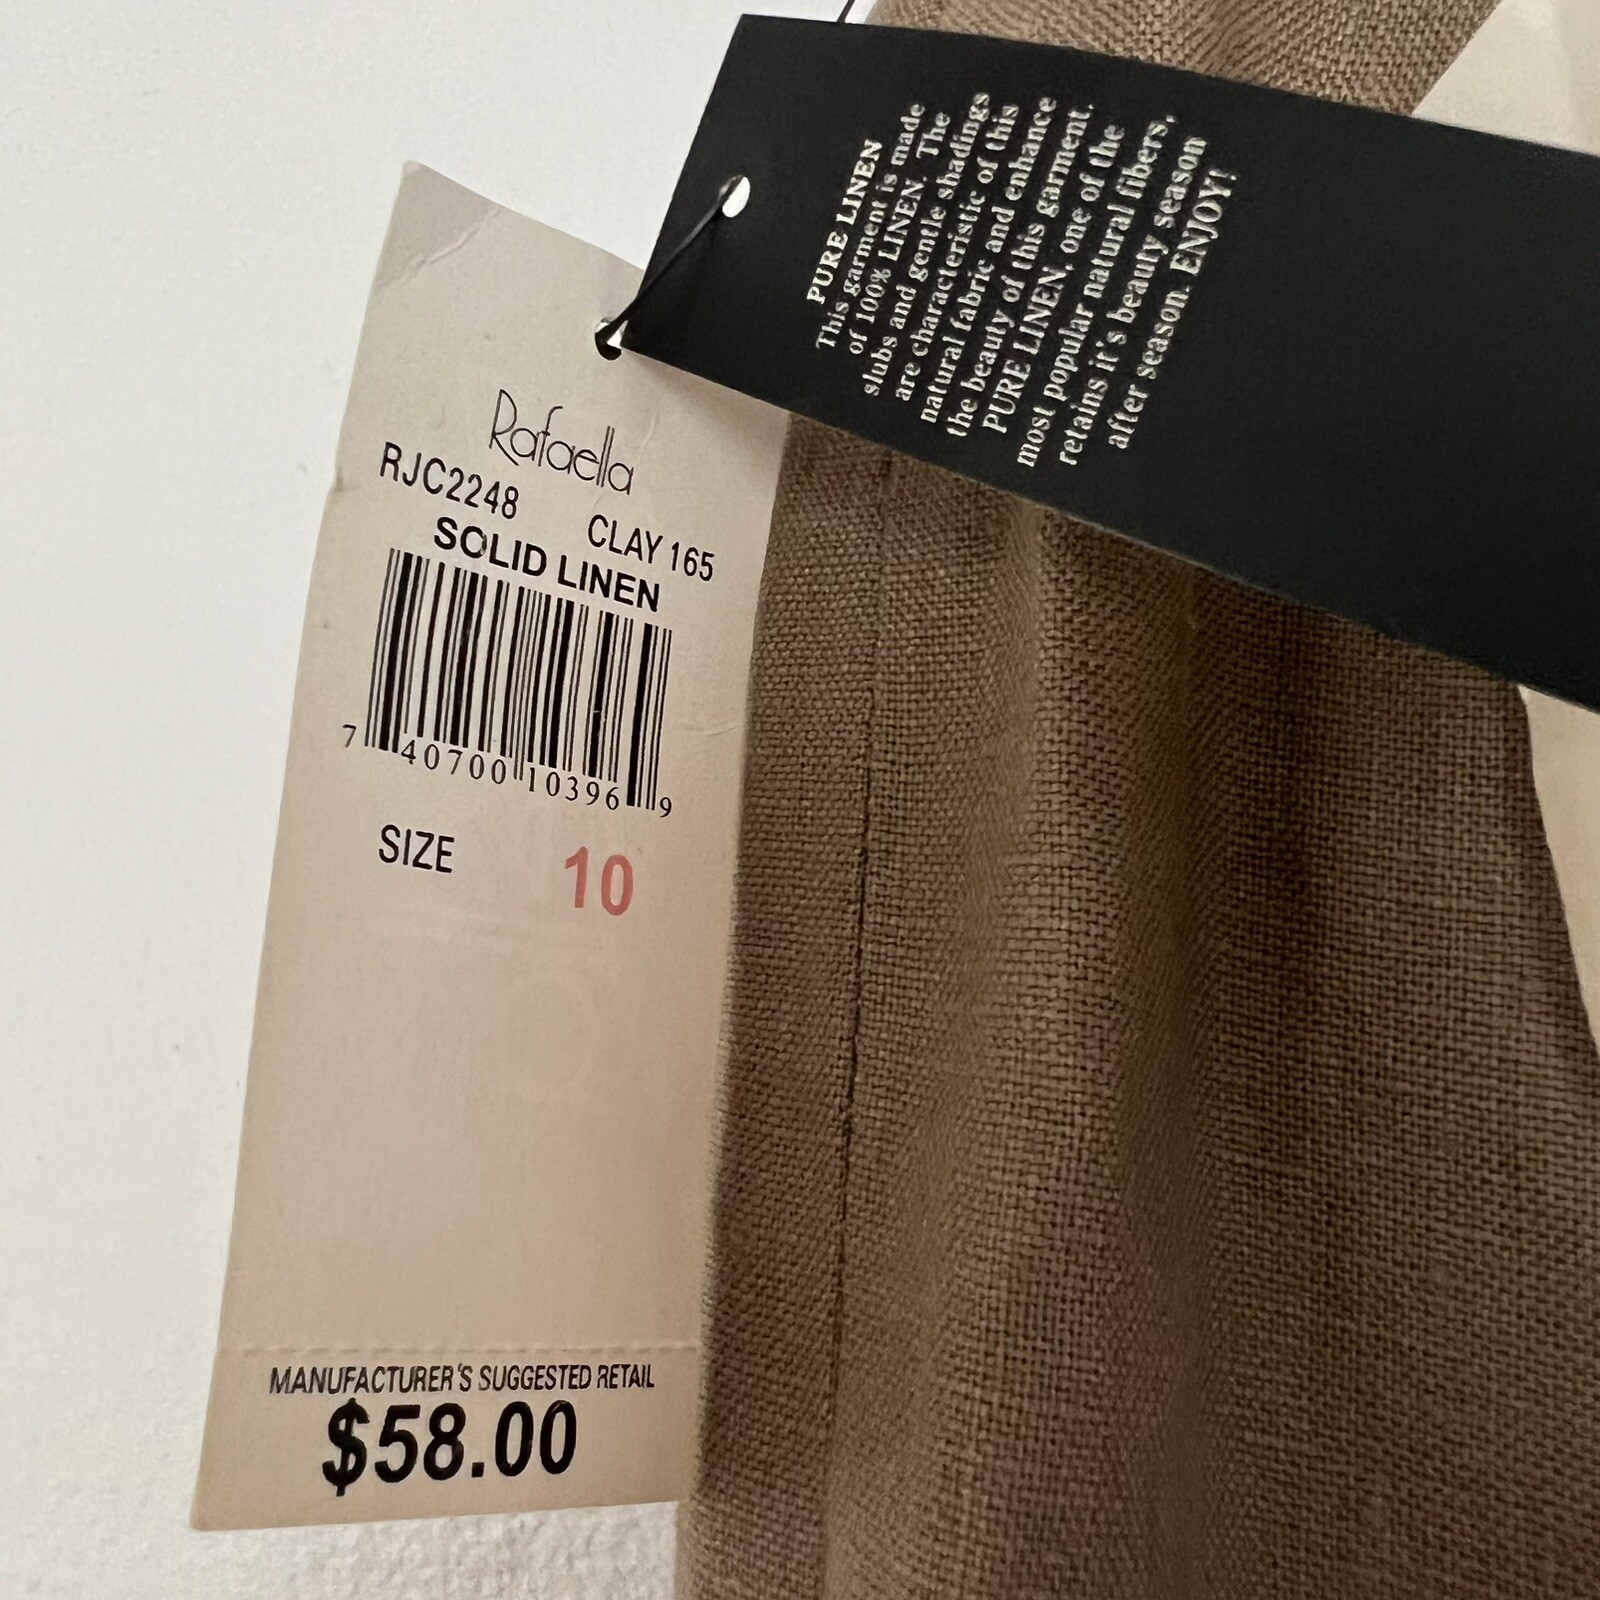 Rafaella
RJC2248
CLAY 165
SOLID LINEN
7 40700 10396 9
SIZE 10
MANUFACTURER'S SUGGESTED RETAIL
$58.00
PURE LINEN
This garment is made
of 100% LINEN. The
slubs and gentle shadings
are characteristic of this
natural fabric and enhance
the beauty of this garment.
PURE LINEN, one of the
most popular natural fibers,
retains it's beauty season
after season. ENJOY!